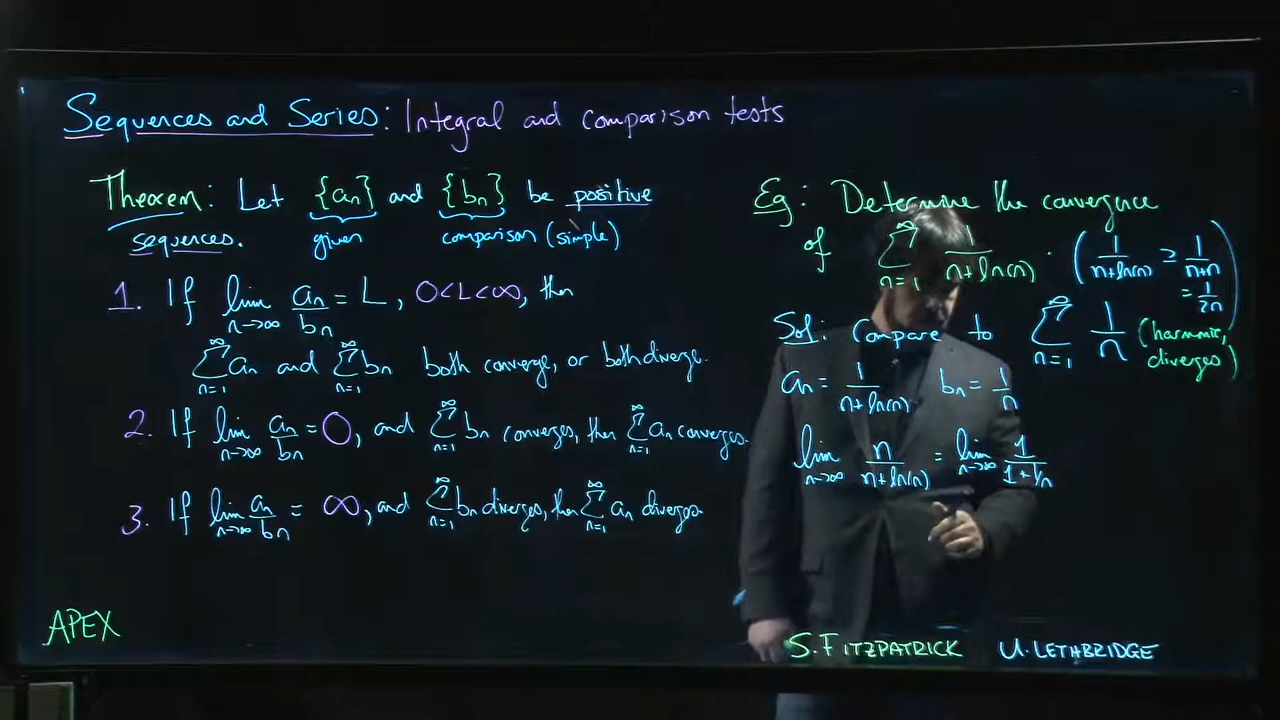 Sequences and Series: Integral and comparison tests
Theorem: Let {aₙ} and {bₙ} be positive
sequences. given comparison (simple)
1. If lim n→∞ aₙ/bₙ = L, 0<L<∞, then
∞ Σ n=1 aₙ and ∞ Σ n=1 bₙ both converge, or both diverge.
2. If lim n→∞ aₙ/bₙ = 0, and ∞ Σ n=1 bₙ converges, then ∞ Σ n=1 aₙ converges.
3. If lim n→∞ aₙ/bₙ = ∞, and ∞ Σ n=1 bₙ diverges, then ∞ Σ n=1 aₙ diverges.
APEX
Eg: Determine the convergence
of ∞ Σ n=1 1/(n+ln(n)). (1/(n+ln(n)) ≥ 1/(n+n)
= 1/2n)
Sol: Compare to ∞ Σ n=1 1/n (harmonic,
diverges)
aₙ = 1/(n+ln(n)) bₙ = 1/n
lim n→∞ n/(n+ln(n)) = lim n→∞ 1/(1+1/n)
S. FITZPATRICK U. LETHBRIDGE